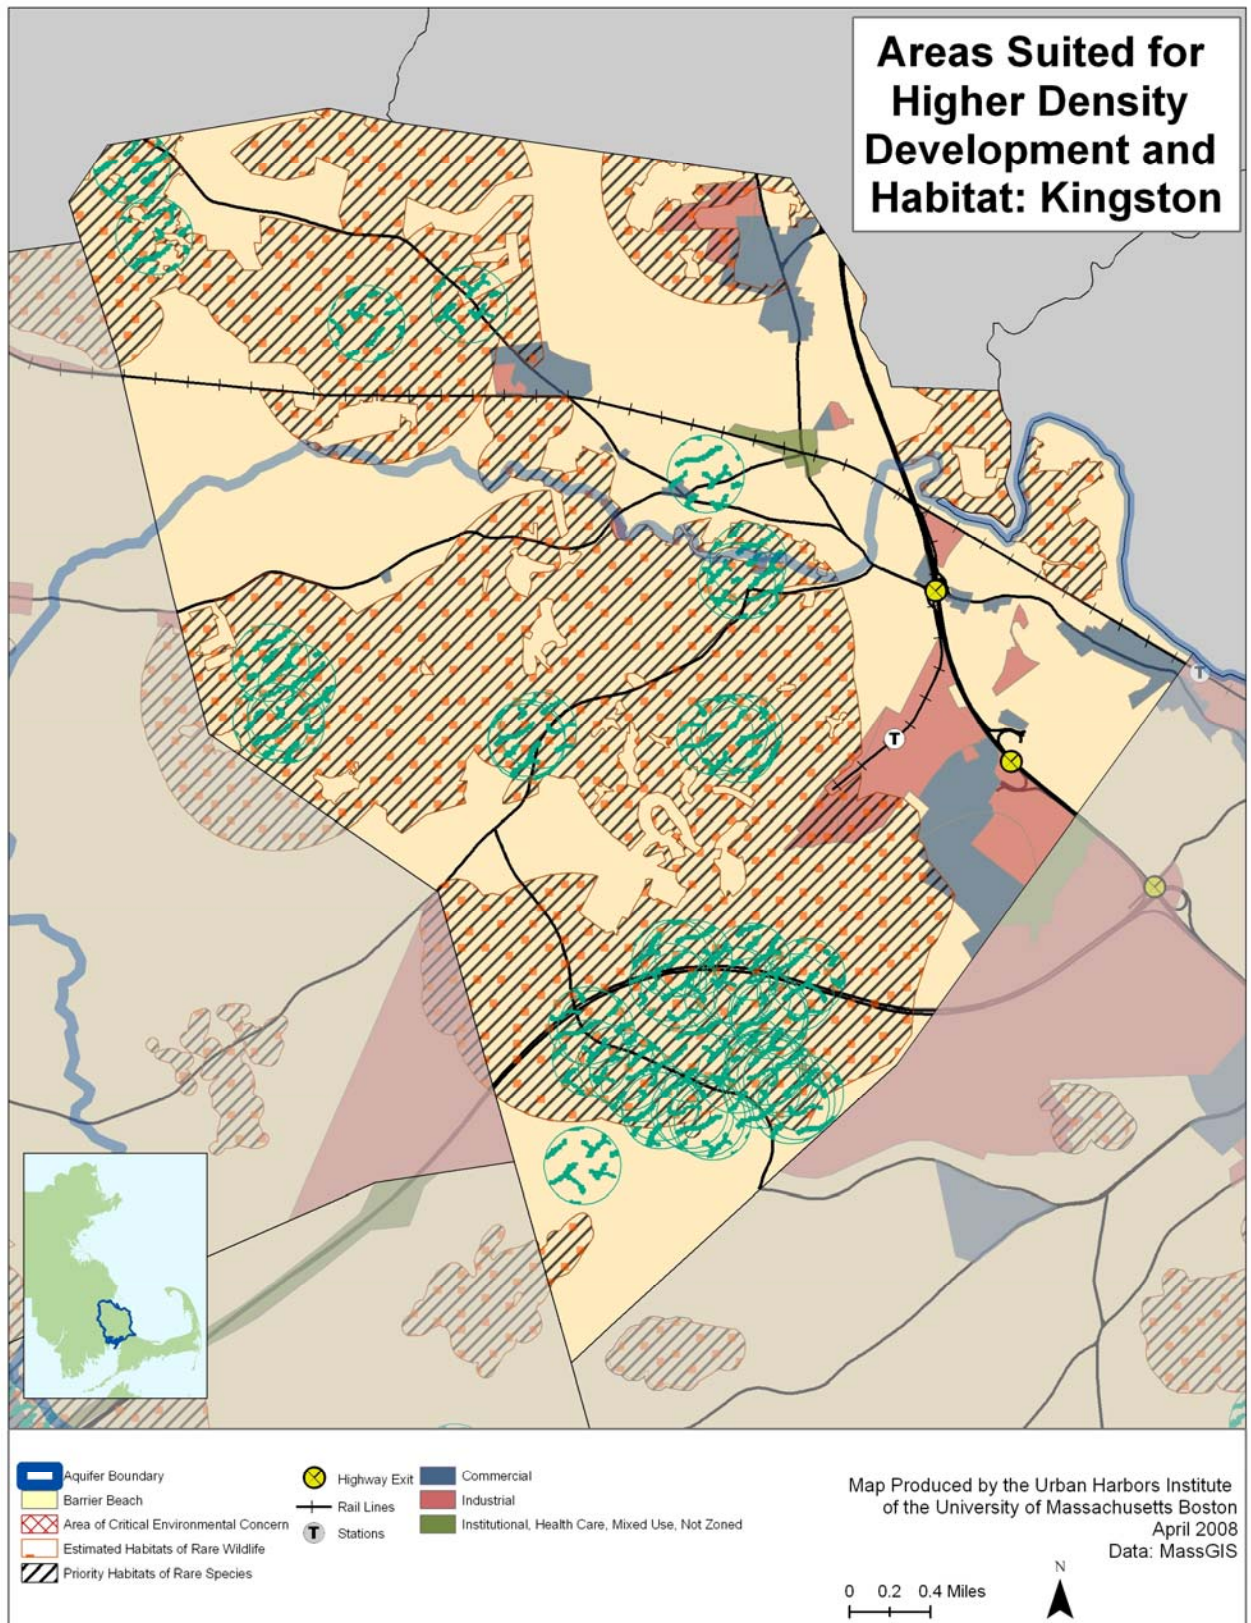 Areas Suited for
Higher Density
Development and
Habitat: Kingston
T
T
Aquifer Boundary
Barrier Beach
Area of Critical Environmental Concern
Estimated Habitats of Rare Wildlife
Priority Habitats of Rare Species
Highway Exit
Rail Lines
T Stations
Commercial
Industrial
Institutional, Health Care, Mixed Use, Not Zoned
Map Produced by the Urban Harbors Institute
of the University of Massachusetts Boston
April 2008
Data: MassGIS
N
0 0.2 0.4 Miles